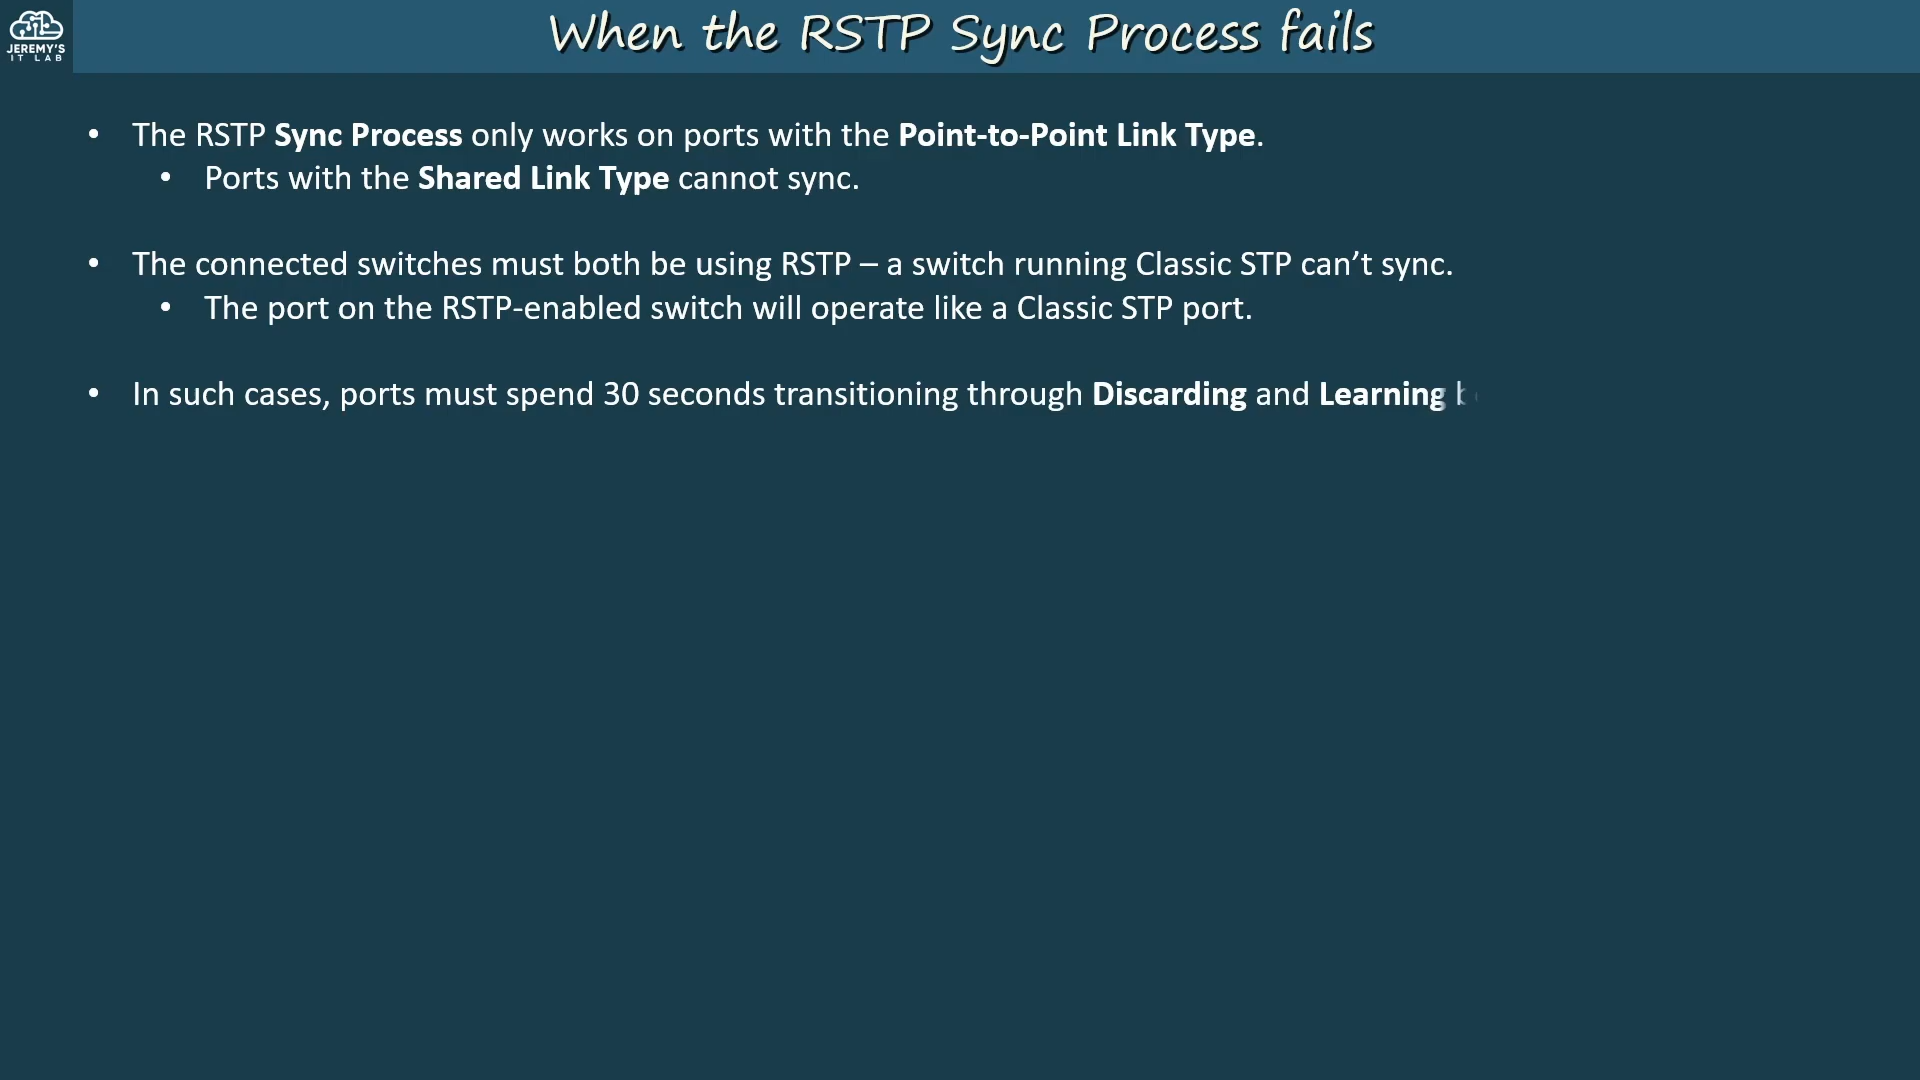 JEREMY'S
IT LAB
When the RSTP Sync Process fails
• The RSTP Sync Process only works on ports with the Point-to-Point Link Type.
• Ports with the Shared Link Type cannot sync.
• The connected switches must both be using RSTP – a switch running Classic STP can’t sync.
• The port on the RSTP-enabled switch will operate like a Classic STP port.
• In such cases, ports must spend 30 seconds transitioning through Discarding and Learning